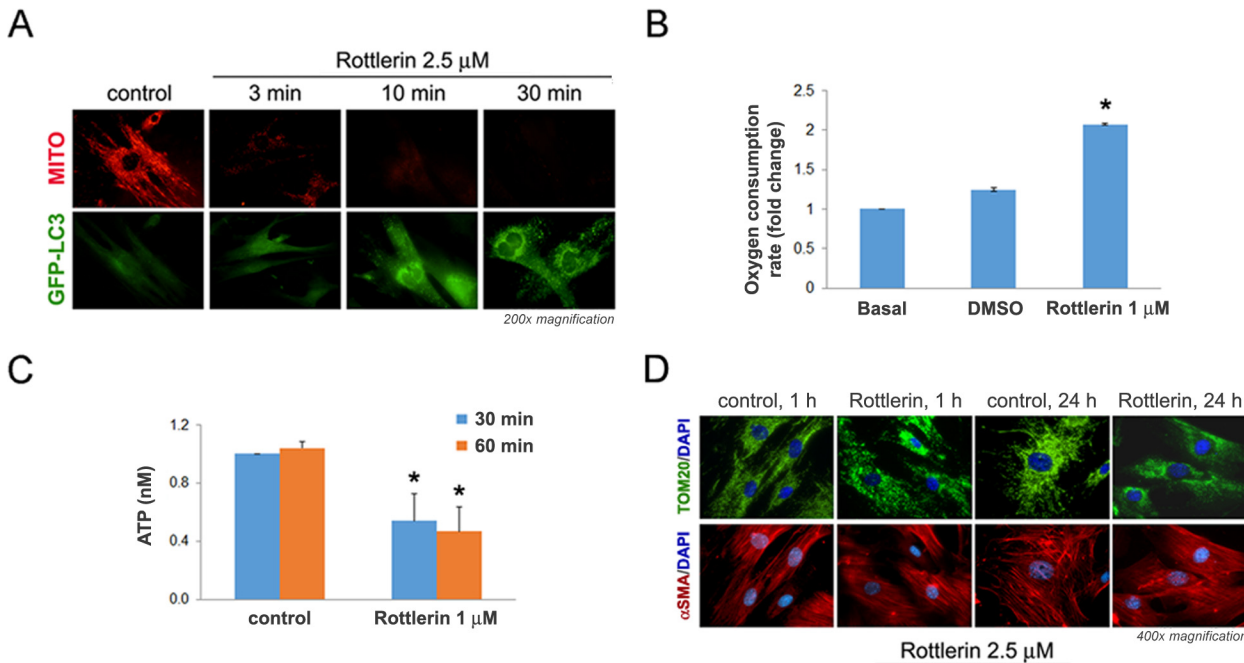 A
Rottlerin 2.5 μM
control
3 min
10 min
30 min
MITO
GFP-LC3
200x magnification
B
Oxygen consumption
rate (fold change)
2.5
2
1.5
1
0.5
0
*
Basal
DMSO
Rottlerin 1 μM
C
ATP (nM)
1.2
0.8
0.4
0.0
30 min
60 min
*
*
control
Rottlerin 1 μM
D
control, 1 h
Rottlerin, 1 h
control, 24 h
Rottlerin, 24 h
TOM20/DAPI
αSMA/DAPI
400x magnification
Rottlerin 2.5 μM